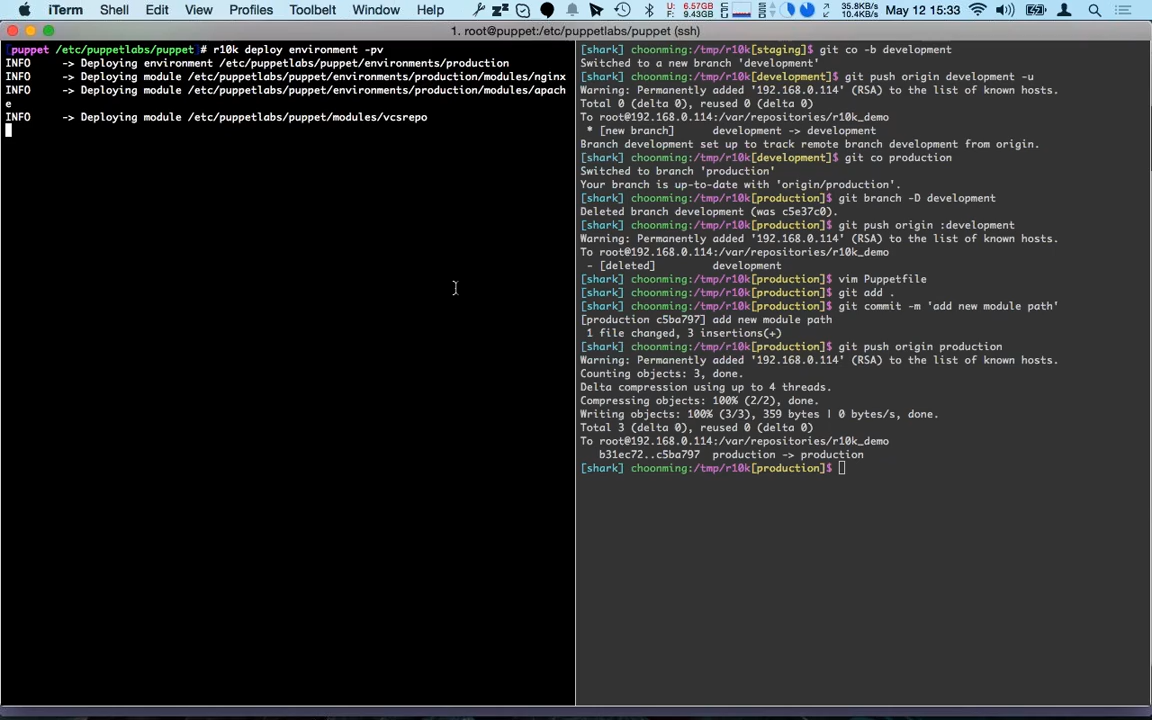 iTerm Shell Edit View Profiles Toolbelt Window Help U: 6.57GB F: 9.43GB 35.8KB/s 10.4KB/s May 12 15:33
1. root@puppet:/etc/puppetlabs/puppet (ssh)
[puppet /etc/puppetlabs/puppet]# r10k deploy environment -pv
INFO     -> Deploying environment /etc/puppetlabs/puppet/environments/production
INFO     -> Deploying module /etc/puppetlabs/puppet/environments/production/modules/nginx
INFO     -> Deploying module /etc/puppetlabs/puppet/environments/production/modules/apach
e
INFO     -> Deploying module /etc/puppetlabs/puppet/modules/vcsrepo
[shark] choonming:/tmp/r10k[staging]$ git co -b development
Switched to a new branch 'development'
[shark] choonming:/tmp/r10k[development]$ git push origin development -u
Warning: Permanently added '192.168.0.114' (RSA) to the list of known hosts.
Total 0 (delta 0), reused 0 (delta 0)
To root@192.168.0.114:/var/repositories/r10k_demo
 * [new branch]      development -> development
Branch development set up to track remote branch development from origin.
[shark] choonming:/tmp/r10k[development]$ git co production
Switched to branch 'production'
Your branch is up-to-date with 'origin/production'.
[shark] choonming:/tmp/r10k[production]$ git branch -D development
Deleted branch development (was c5e37c0).
[shark] choonming:/tmp/r10k[production]$ git push origin :development
Warning: Permanently added '192.168.0.114' (RSA) to the list of known hosts.
To root@192.168.0.114:/var/repositories/r10k_demo
 - [deleted]         development
[shark] choonming:/tmp/r10k[production]$ vim Puppetfile
[shark] choonming:/tmp/r10k[production]$ git add .
[shark] choonming:/tmp/r10k[production]$ git commit -m 'add new module path'
[production c5ba797] add new module path
 1 file changed, 3 insertions(+)
[shark] choonming:/tmp/r10k[production]$ git push origin production
Warning: Permanently added '192.168.0.114' (RSA) to the list of known hosts.
Counting objects: 3, done.
Delta compression using up to 4 threads.
Compressing objects: 100% (2/2), done.
Writing objects: 100% (3/3), 359 bytes | 0 bytes/s, done.
Total 3 (delta 0), reused 0 (delta 0)
To root@192.168.0.114:/var/repositories/r10k_demo
   b31ec72..c5ba797  production -> production
[shark] choonming:/tmp/r10k[production]$